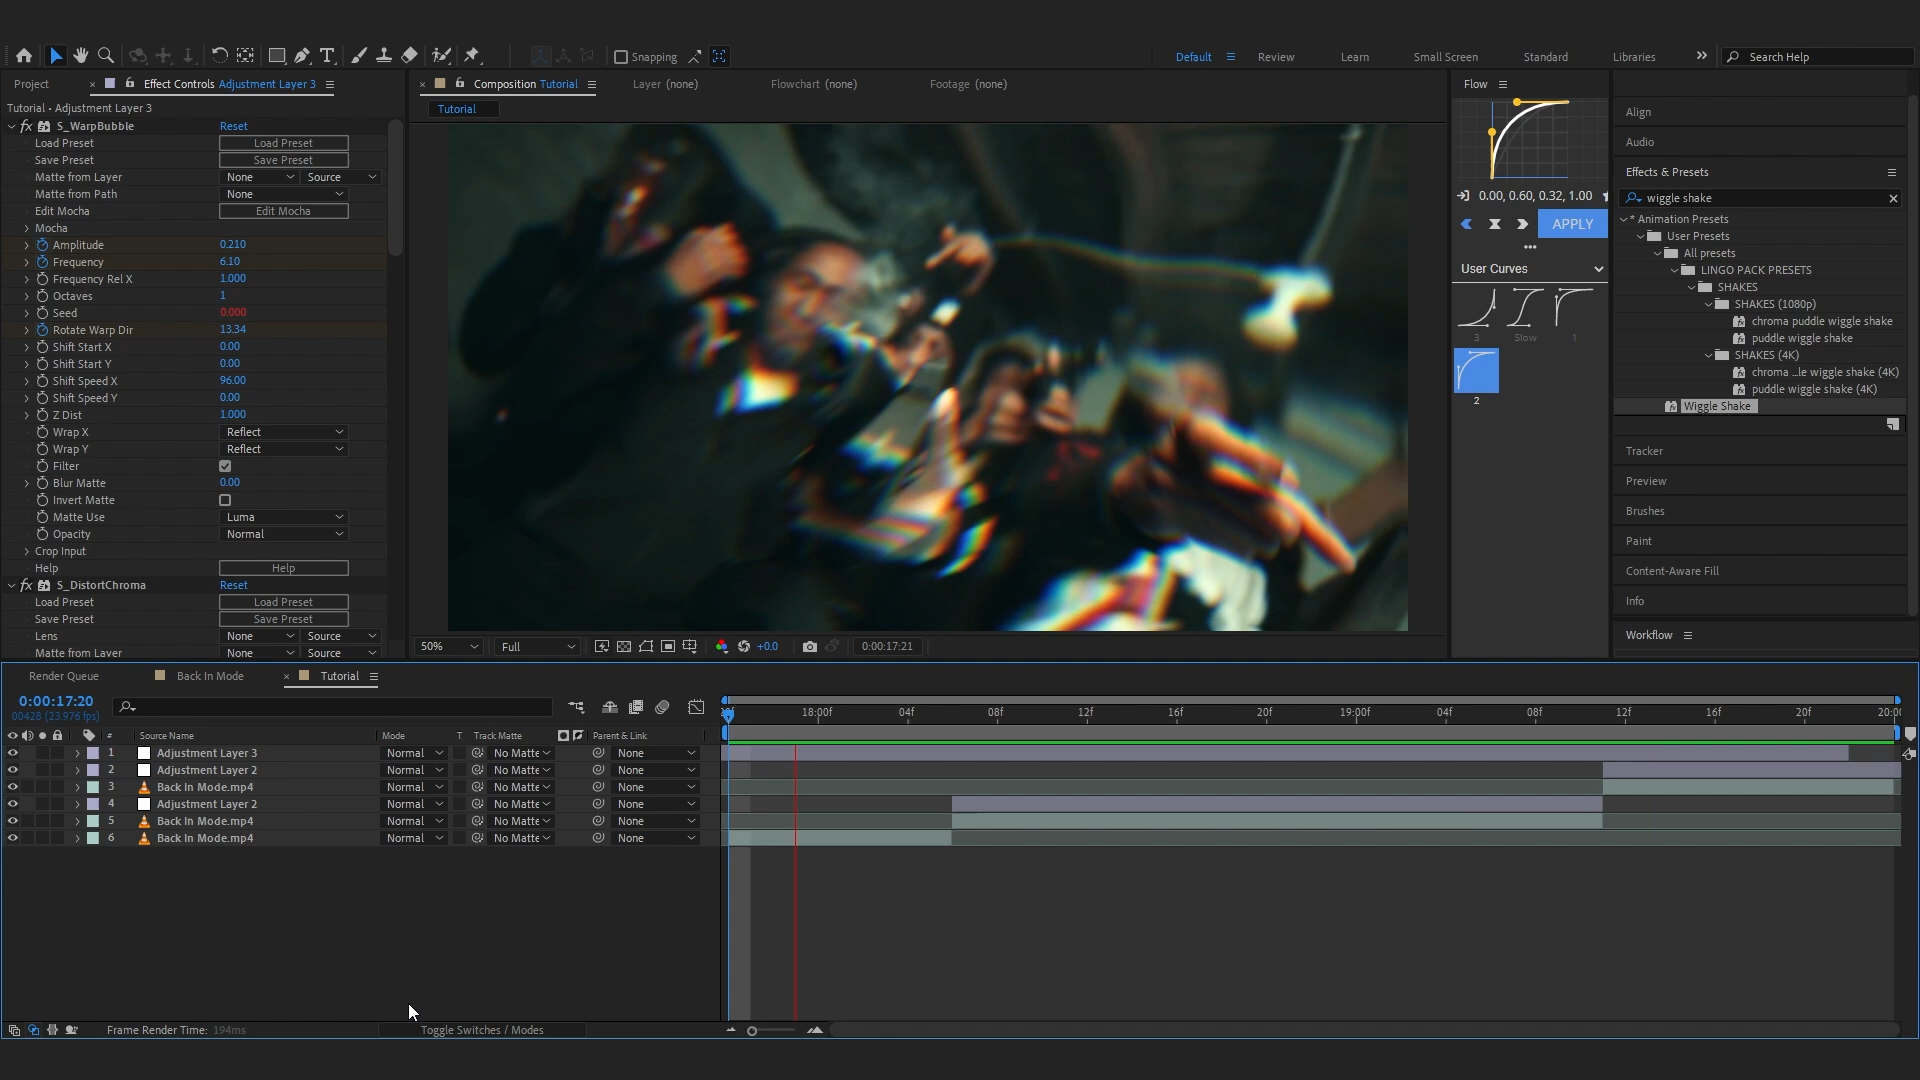 Snapping
Default
Review
Learn
Small Screen
Standard
Libraries
Search Help
Project
Effect Controls Adjustment Layer 3
Tutorial • Adjustment Layer 3
fx S_WarpBubble Reset
Load Preset Load Preset
Save Preset Save Preset
Matte from Layer None Source
Matte from Path None
Edit Mocha Edit Mocha
Mocha
Amplitude 0.210
Frequency 6.10
Frequency Rel X 1.000
Octaves 1
Seed 0.000
Rotate Warp Dir 13.34
Shift Start X 0.00
Shift Start Y 0.00
Shift Speed X 96.00
Shift Speed Y 0.00
Z Dist 1.000
Wrap X Reflect
Wrap Y Reflect
Filter
Blur Matte 0.00
Invert Matte
Matte Use Luma
Opacity Normal
Crop Input
Help Help
fx S_DistortChroma Reset
Load Preset Load Preset
Save Preset Save Preset
Lens None Source
Matte from Layer None Source
Composition Tutorial
Layer (none)
Flowchart (none)
Footage (none)
Tutorial
50% Full +0.0 0:00:17:21
Flow
0.00, 0.60, 0.32, 1.00
APPLY
User Curves
3 Slow 1
2
Align
Audio
Effects & Presets
wiggle shake
* Animation Presets
User Presets
All presets
LINGO PACK PRESETS
SHAKES
SHAKES (1080p)
chroma puddle wiggle shake
puddle wiggle shake
SHAKES (4K)
chroma ...le wiggle shake (4K)
puddle wiggle shake (4K)
Wiggle Shake
Tracker
Preview
Brushes
Paint
Content-Aware Fill
Info
Workflow
Render Queue
Back In Mode
Tutorial
0:00:17:20
00428 (23.976 fps)
18:00f 04f 08f 12f 16f 20f 19:00f 04f 08f 12f 16f 20f 20:00
# Source Name Mode T Track Matte Parent & Link
1 Adjustment Layer 3 Normal No Matte None
2 Adjustment Layer 2 Normal No Matte None
3 Back In Mode.mp4 Normal No Matte None
4 Adjustment Layer 2 Normal No Matte None
5 Back In Mode.mp4 Normal No Matte None
6 Back In Mode.mp4 Normal No Matte None
Frame Render Time: 194ms
Toggle Switches / Modes